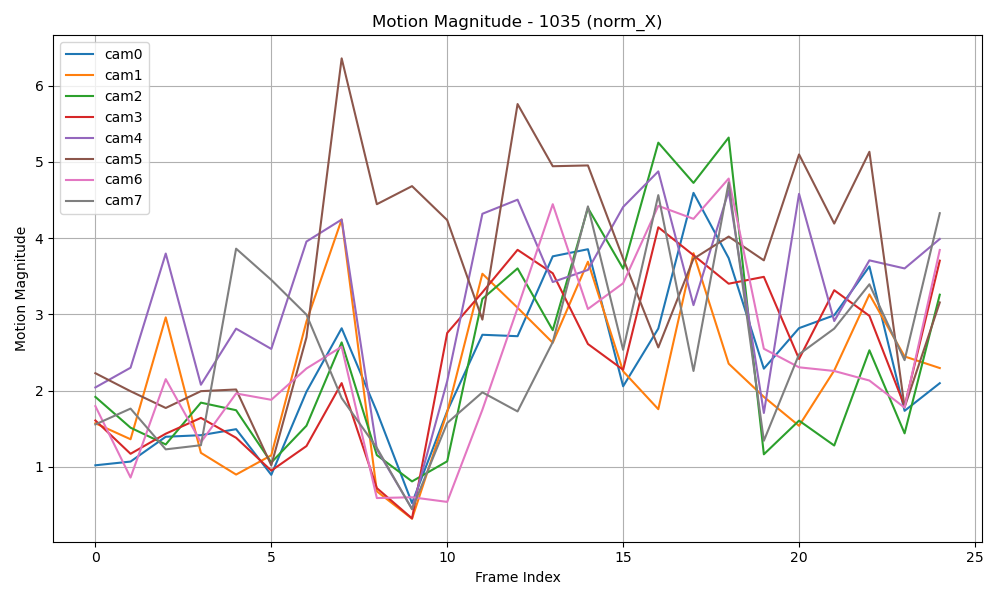 Motion Magnitude - 1035 (norm_X)
cam0
cam1
cam2
cam3
cam4
cam5
cam6
cam7
Motion Magnitude
6
5
4
3
2
1
0 5 10 15 20 25
Frame Index